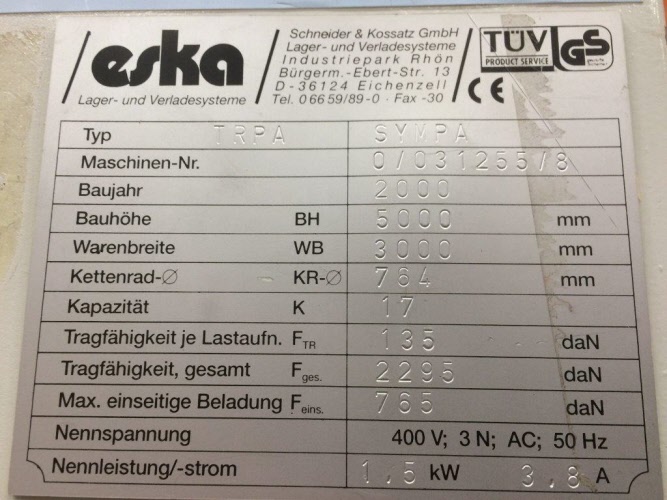 eska
Lager- und Verladesysteme
Schneider & Kossatz GmbH
Lager- und Verladesysteme
Industriepark Rhön
Bürgerm.-Ebert-Str. 13
D-36124 Eichenzell
Tel. 06659/89-0 · Fax -30
TÜV
PRODUCT SERVICE
GS
CE
Typ TRPA SYMPA
Maschinen-Nr. 0/031255/8
Baujahr 2000
Bauhöhe BH 5000 mm
Warenbreite WB 3000 mm
Kettenrad-∅ KR-∅ 764 mm
Kapazität K 17
Tragfähigkeit je Lastaufn. F TR 135 daN
Tragfähigkeit, gesamt F ges. 2295 daN
Max. einseitige Beladung F eins. 765 daN
Nennspannung 400 V; 3 N; AC; 50 Hz
Nennleistung/-strom 1.5 kW 3.8 A